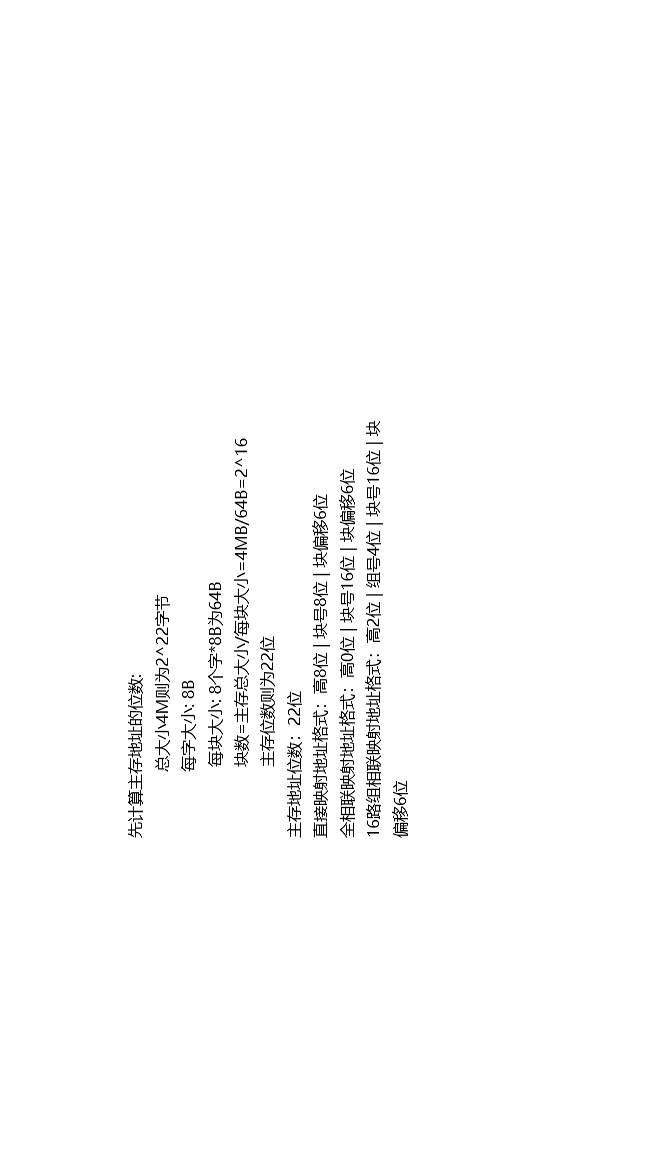 先计算主存地址的位数:
总大小4M则为2^22字节
每字大小: 8B
每块大小: 8个字*8B为64B
块数=主存总大小/每块大小=4MB/64B=2^16
主存位数则为22位
主存地址位数：22位
直接映射地址格式：高8位 | 块号8位 | 块偏移6位
全相联映射地址格式：高0位 | 块号16位 | 块偏移6位
16路组相联映射地址格式：高2位 | 组号4位 | 块号16位 | 块
偏移6位